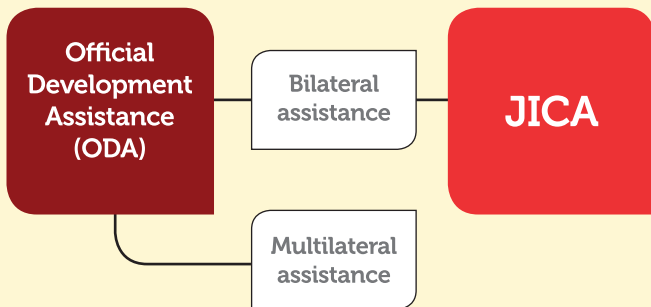 Official
Development
Assistance
(ODA)
Bilateral
assistance
JICA
Multilateral
assistance